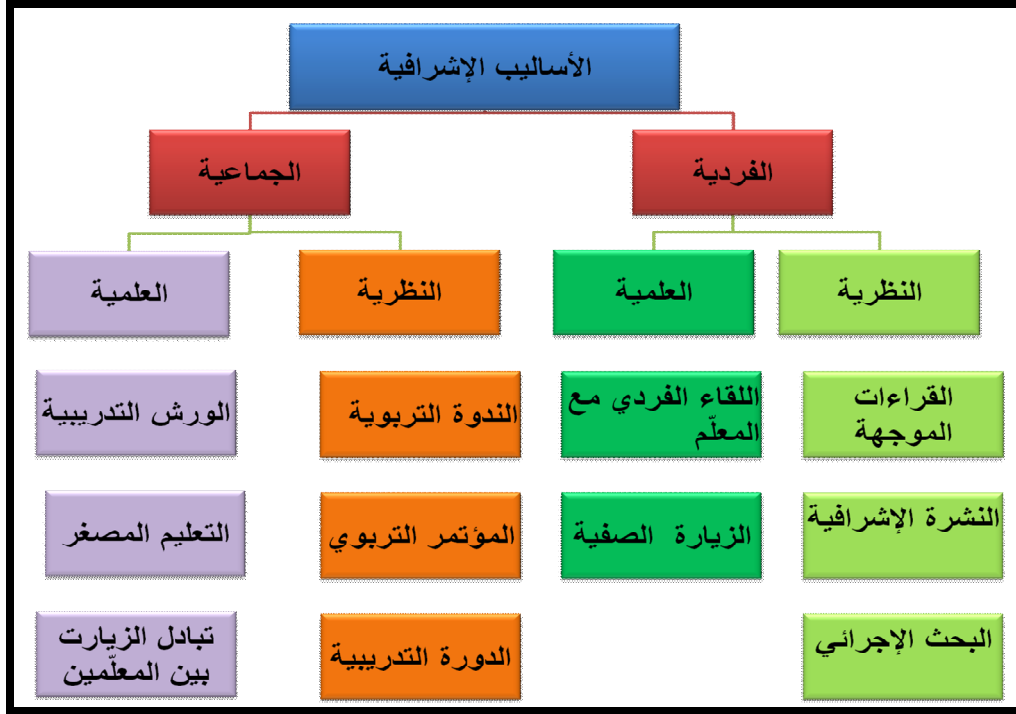 الأساليب الإشرافية
الفردية
الجماعية
النظرية
العلمية
النظرية
العلمية
القراءات
الموجهة
اللقاء الفردي مع
المعلّم
الندوة التربوية
الورش التدريبية
النشرة الإشرافية
الزيارة الصفية
المؤتمر التربوي
التعليم المصغر
البحث الإجرائي
الدورة التدريبية
تبادل الزيارت
بين المعلّمين